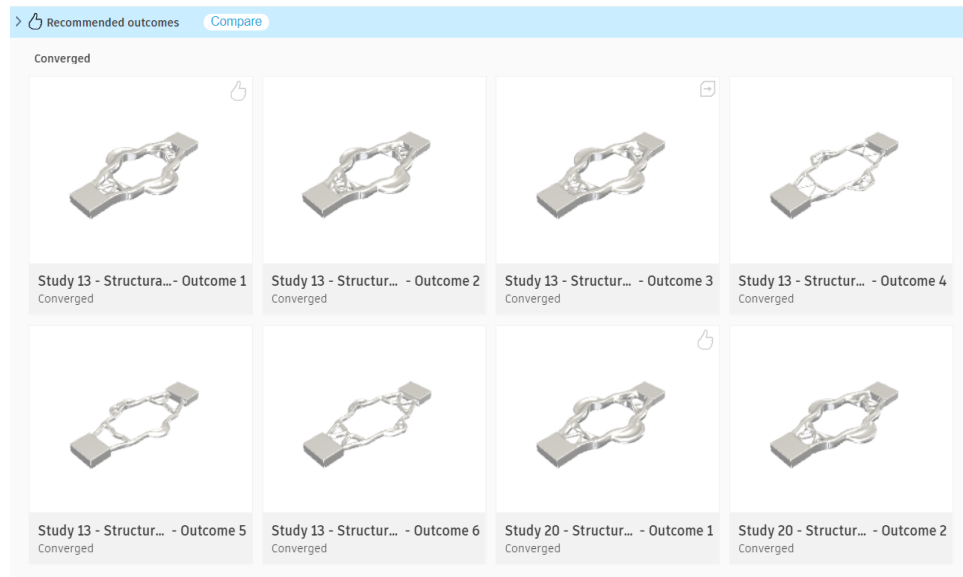 Recommended outcomes Compare
Converged
Study 13 - Structura...- Outcome 1
Converged
Study 13 - Structur... - Outcome 2
Converged
Study 13 - Structur... - Outcome 3
Converged
Study 13 - Structur... - Outcome 4
Converged
Study 13 - Structur... - Outcome 5
Converged
Study 13 - Structur... - Outcome 6
Converged
Study 20 - Structur... - Outcome 1
Converged
Study 20 - Structur... - Outcome 2
Converged